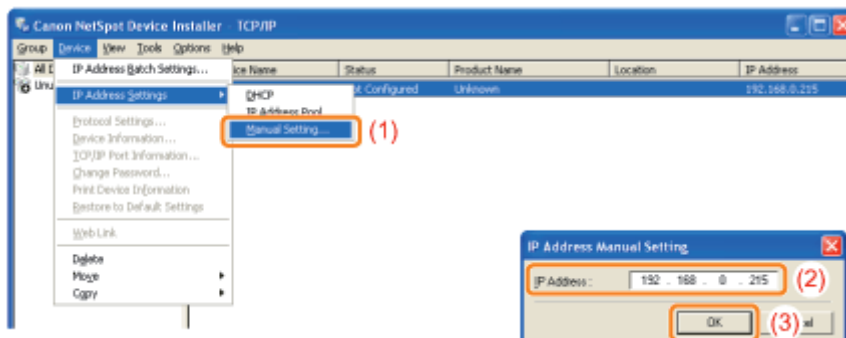 Canon NetSpot Device Installer - TCP/IP
Group Device View Tools Options Help
IP Address Batch Settings...
Status Product Name Location IP Address
IP Address Settings DHCP Configured Unknown 192.168.0.215
IP Address Pool
Protocol Settings... Manual Setting... (1)
Device Information...
TCP/IP Port Information...
Change Password...
Print Device Information
Restore to Default Settings
Web Link
Delete
Move
Copy
IP Address Manual Setting
IP Address : 192 . 168 . 0 . 215 (2)
OK (3)